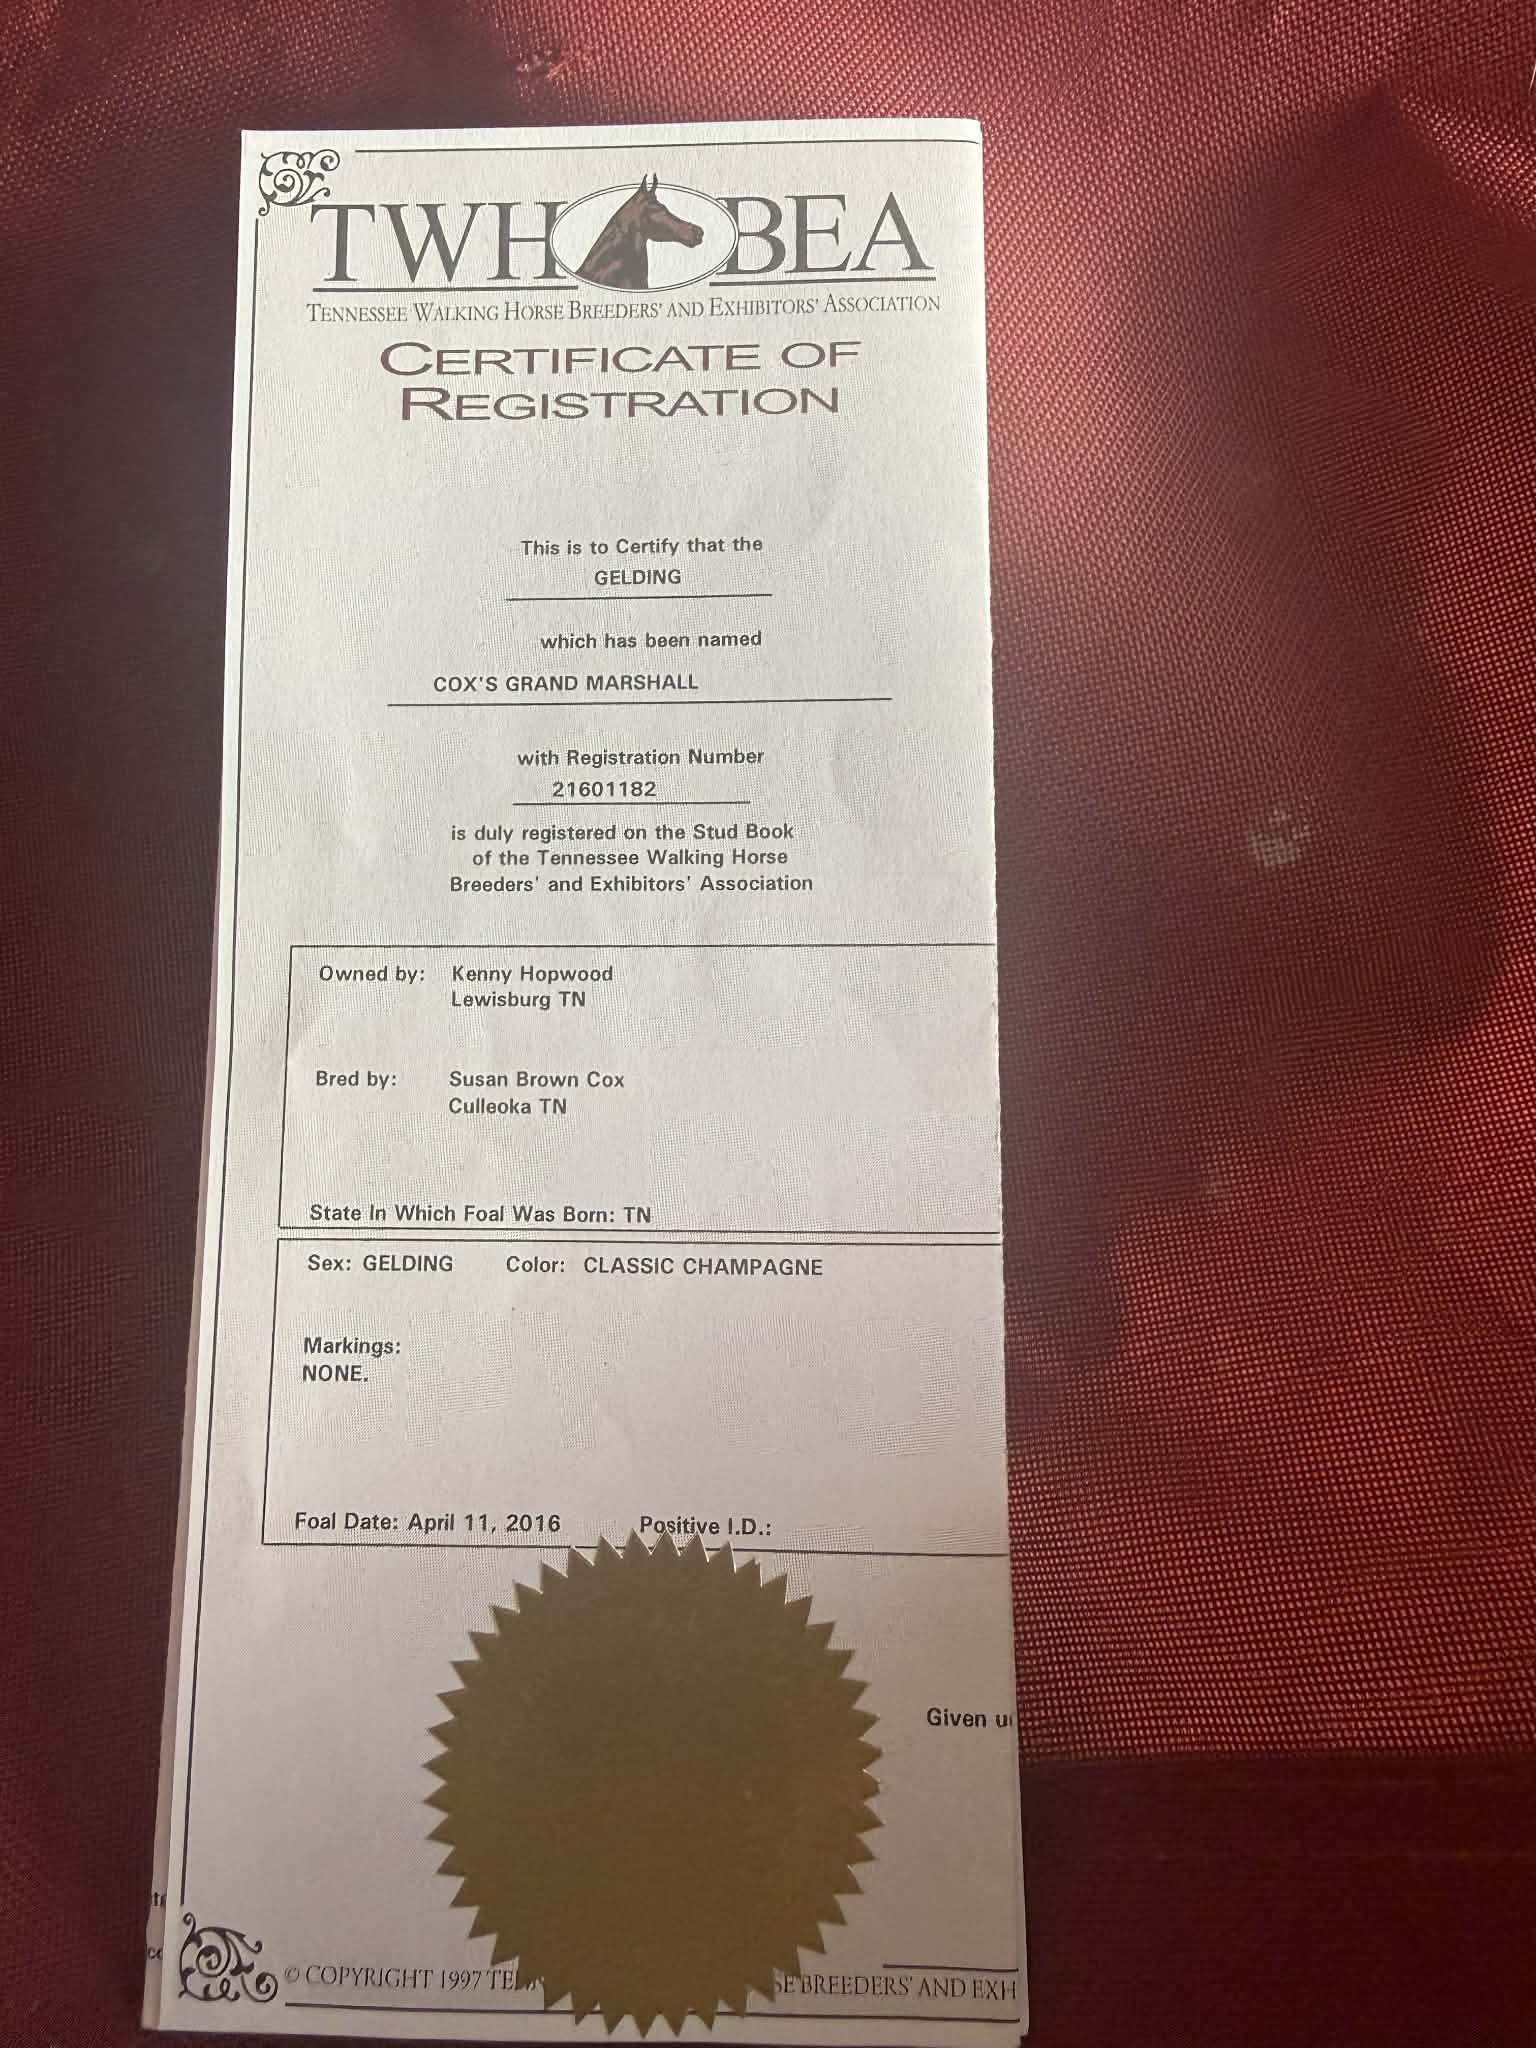 TWH BEA
TENNESSEE WALKING HORSE BREEDERS' AND EXHIBITORS' ASSOCIATION
CERTIFICATE OF
REGISTRATION
This is to Certify that the
GELDING
which has been named
COX'S GRAND MARSHALL
with Registration Number
21601182
is duly registered on the Stud Book
of the Tennessee Walking Horse
Breeders' and Exhibitors' Association
Owned by: Kenny Hopwood
Lewisburg TN
Bred by: Susan Brown Cox
Culleoka TN
State In Which Foal Was Born: TN
Sex: GELDING Color: CLASSIC CHAMPAGNE
Markings:
NONE.
Foal Date: April 11, 2016 Positive I.D.:
Given
© COPYRIGHT 1997 BREEDERS' AND EXH